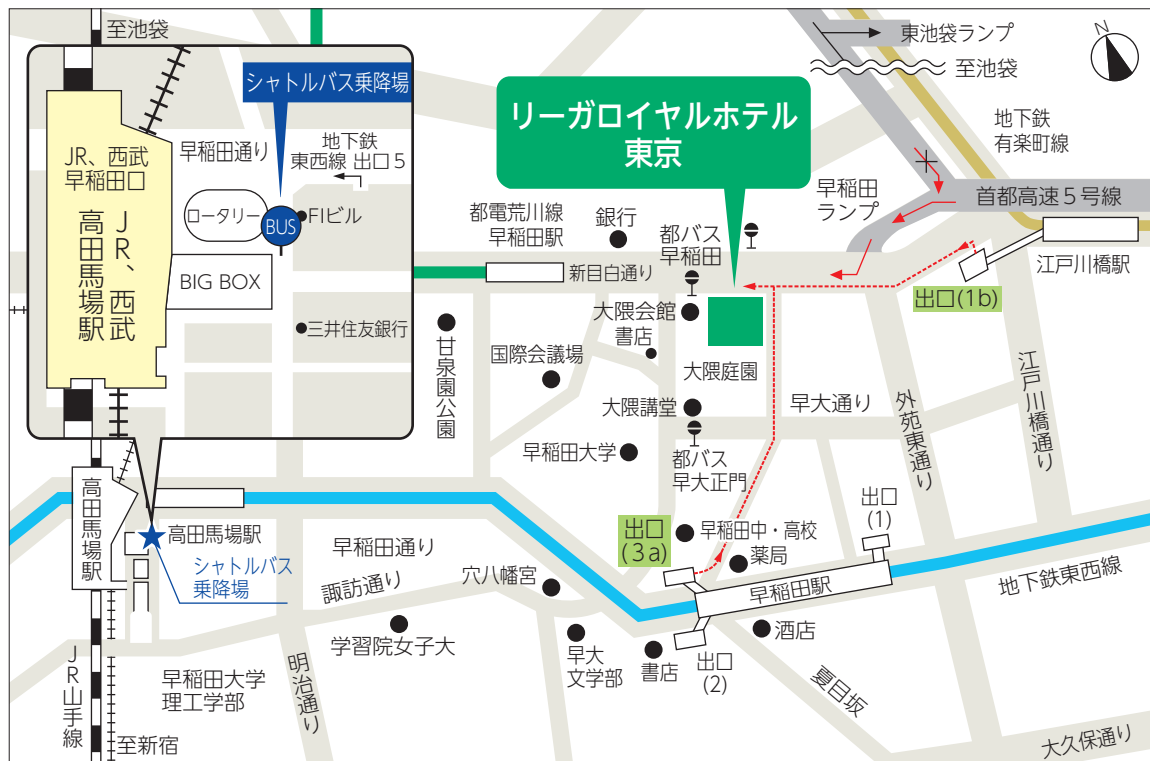 至池袋
シャトルバス乗降場
JR、西武
早稲田口
JR、西武
高田馬場駅
早稲田通り
地下鉄
東西線 出口5
ロータリー
BUS
FIビル
BIG BOX
三井住友銀行
リーガロイヤルホテル
東京
東池袋ランプ
至池袋
N
地下鉄
有楽町線
早稲田
ランプ
首都高速5号線
江戸川橋駅
出口(1b)
都電荒川線
早稲田駅
銀行
都バス
早稲田
新目白通り
大隈会館
書店
甘泉園公園
国際会議場
大隈庭園
大隈講堂
早大通り
外苑東通り
江戸川橋通り
早稲田大学
都バス
早大正門
高田馬場駅
高田馬場駅
シャトルバス
乗降場
早稲田通り
諏訪通り
穴八幡宮
出口
(3a)
早稲田中・高校
薬局
出口
(1)
早稲田駅
地下鉄東西線
学習院女子大
早大
文学部
書店
出口
(2)
酒店
夏目坂
JR山手線
早稲田大学
理工学部
明治通り
至新宿
大久保通り